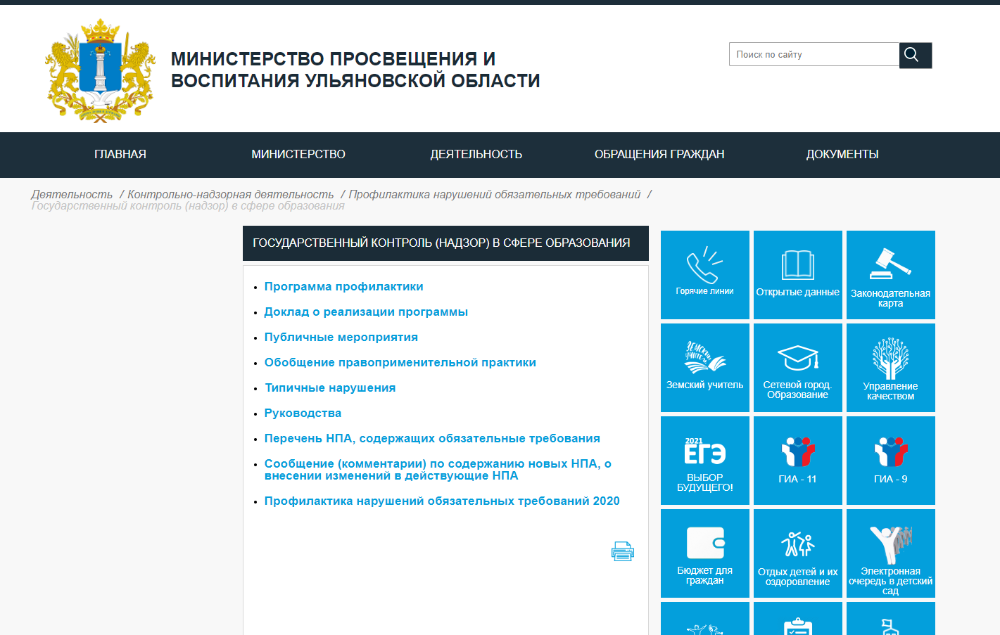 МИНИСТЕРСТВО ПРОСВЕЩЕНИЯ И
ВОСПИТАНИЯ УЛЬЯНОВСКОЙ ОБЛАСТИ
Поиск по сайту
ГЛАВНАЯ
МИНИСТЕРСТВО
ДЕЯТЕЛЬНОСТЬ
ОБРАЩЕНИЯ ГРАЖДАН
ДОКУМЕНТЫ
Деятельность / Контрольно-надзорная деятельность / Профилактика нарушений обязательных требований /
Государственный контроль (надзор) в сфере образования
ГОСУДАРСТВЕННЫЙ КОНТРОЛЬ (НАДЗОР) В СФЕРЕ ОБРАЗОВАНИЯ
Программа профилактики
Доклад о реализации программы
Публичные мероприятия
Обобщение правоприменительной практики
Типичные нарушения
Руководства
Перечень НПА, содержащих обязательные требования
Сообщение (комментарии) по содержанию новых НПА, о
внесении изменений в действующие НПА
Профилактика нарушений обязательных требований 2020
Горячие линии
Открытые данные
Законодательная
карта
ЗЕМСКИЙ
УЧИТЕЛЬ
Земский учитель
Сетевой город.
Образование
Управление
качеством
2021
ЕГЭ
ВЫБОР
БУДУЩЕГО!
ГИА - 11
ГИА - 9
Бюджет для
граждан
Отдых детей и их
оздоровление
Электронная
очередь в детский
сад